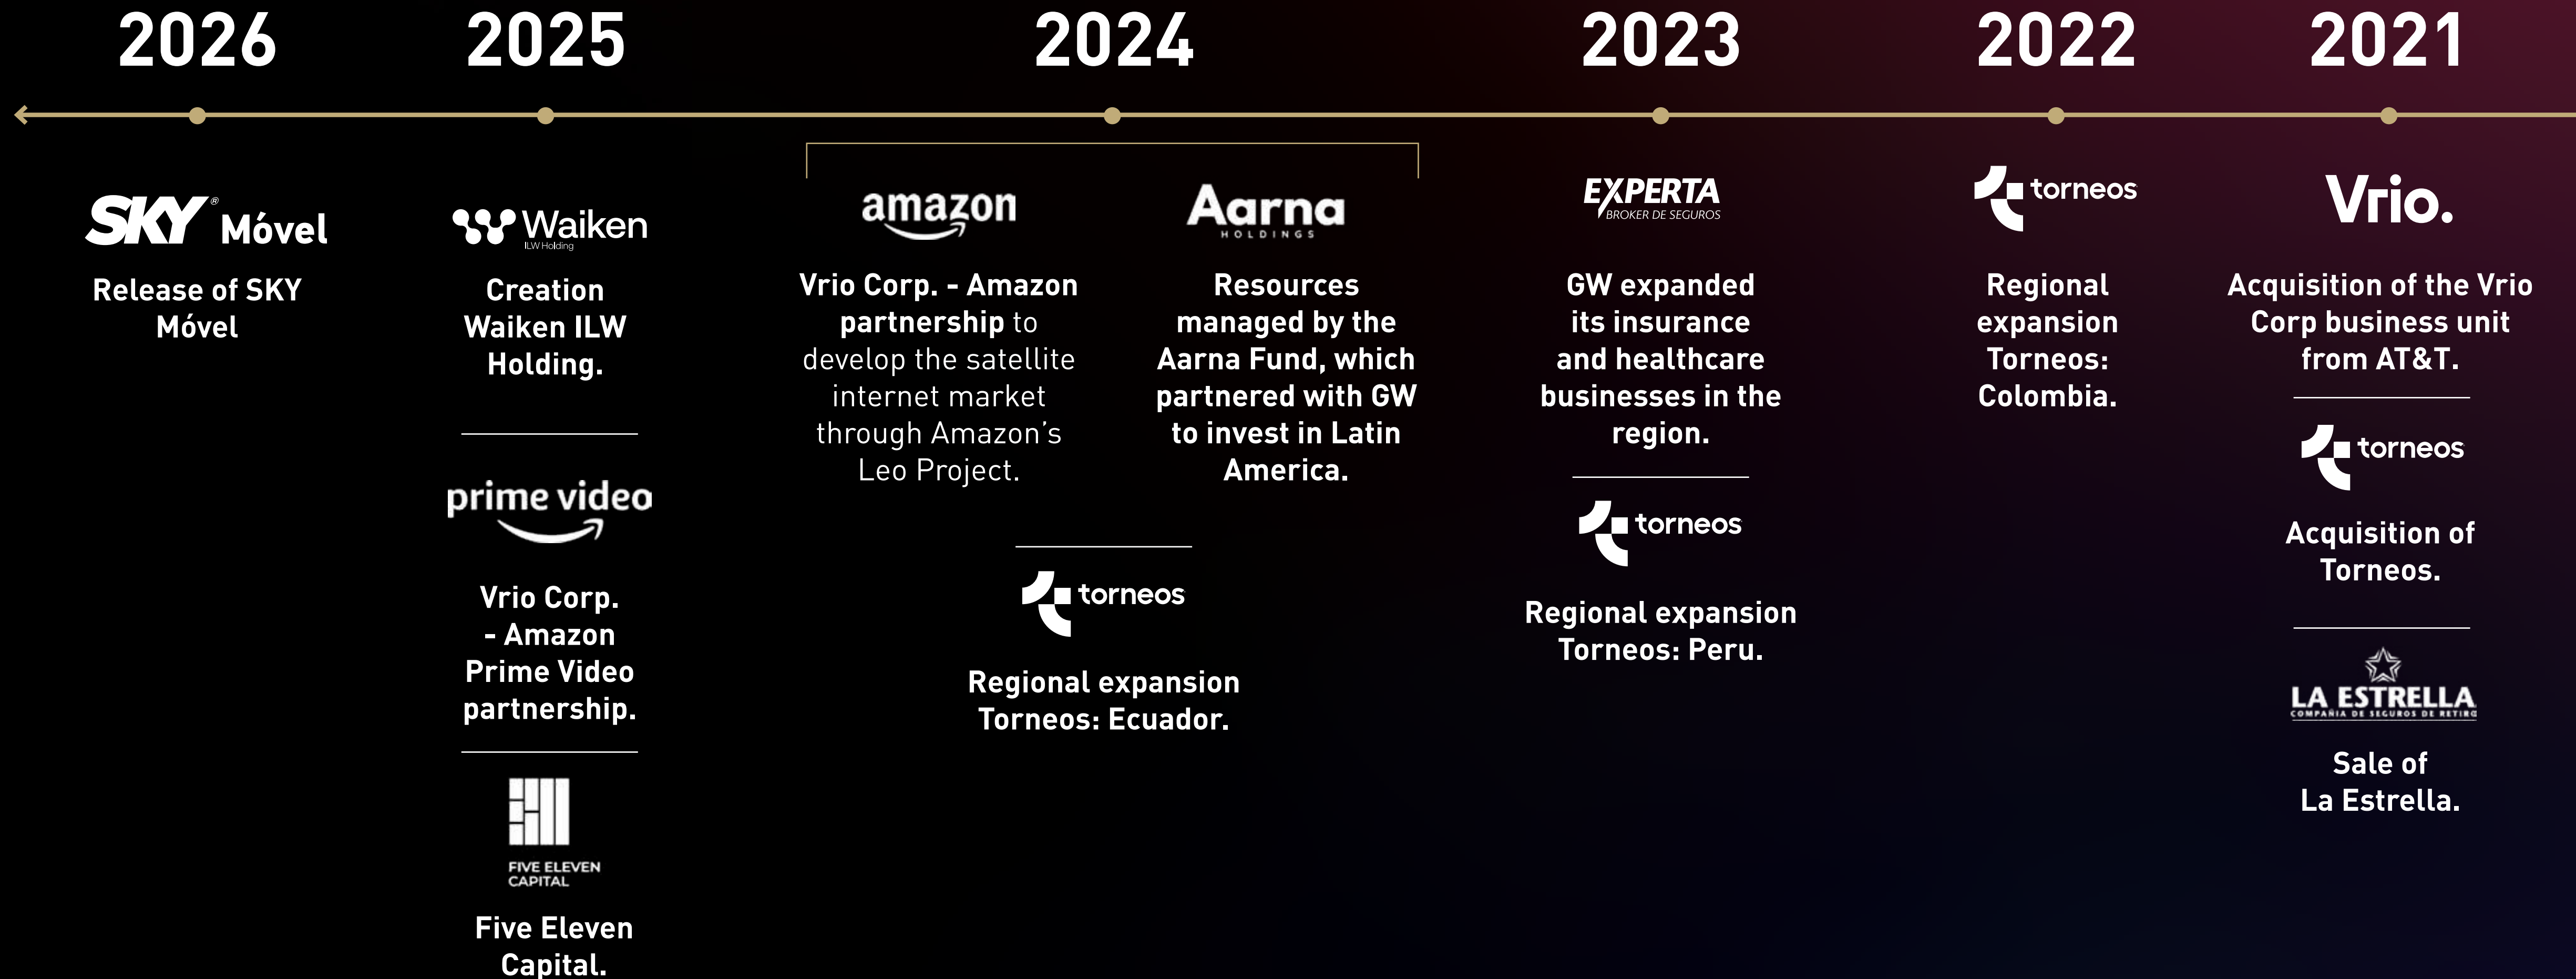 2026
SKY® Móvel
Release of SKY
Móvel
2025
Waiken
ILW Holding
Creation
Waiken ILW
Holding.
prime video
Vrio Corp.
- Amazon
Prime Video
partnership.
FIVE ELEVEN
CAPITAL
Five Eleven
Capital.
2024
amazon
Vrio Corp. - Amazon
partnership to
develop the satellite
internet market
through Amazon’s
Leo Project.
Aarna
HOLDINGS
Resources
managed by the
Aarna Fund, which
partnered with GW
to invest in Latin
America.
torneos
Regional expansion
Torneos: Ecuador.
2023
EXPERTA
BROKER DE SEGUROS
GW expanded
its insurance
and healthcare
businesses in the
region.
torneos
Regional expansion
Torneos: Peru.
2022
torneos
Regional
expansion
Torneos:
Colombia.
2021
Vrio.
Acquisition of the Vrio
Corp business unit
from AT&T.
torneos
Acquisition of
Torneos.
LA ESTRELLA
COMPAÑIA DE SEGUROS DE RETIRO
Sale of
La Estrella.